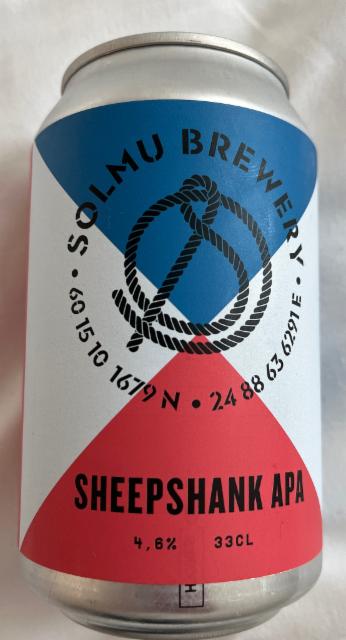 SOLMU BREWERY
• 60 15 10 1679 N • 24 88 63 6291 E •
SHEEPSHANK APA
4,6% 33CL
H